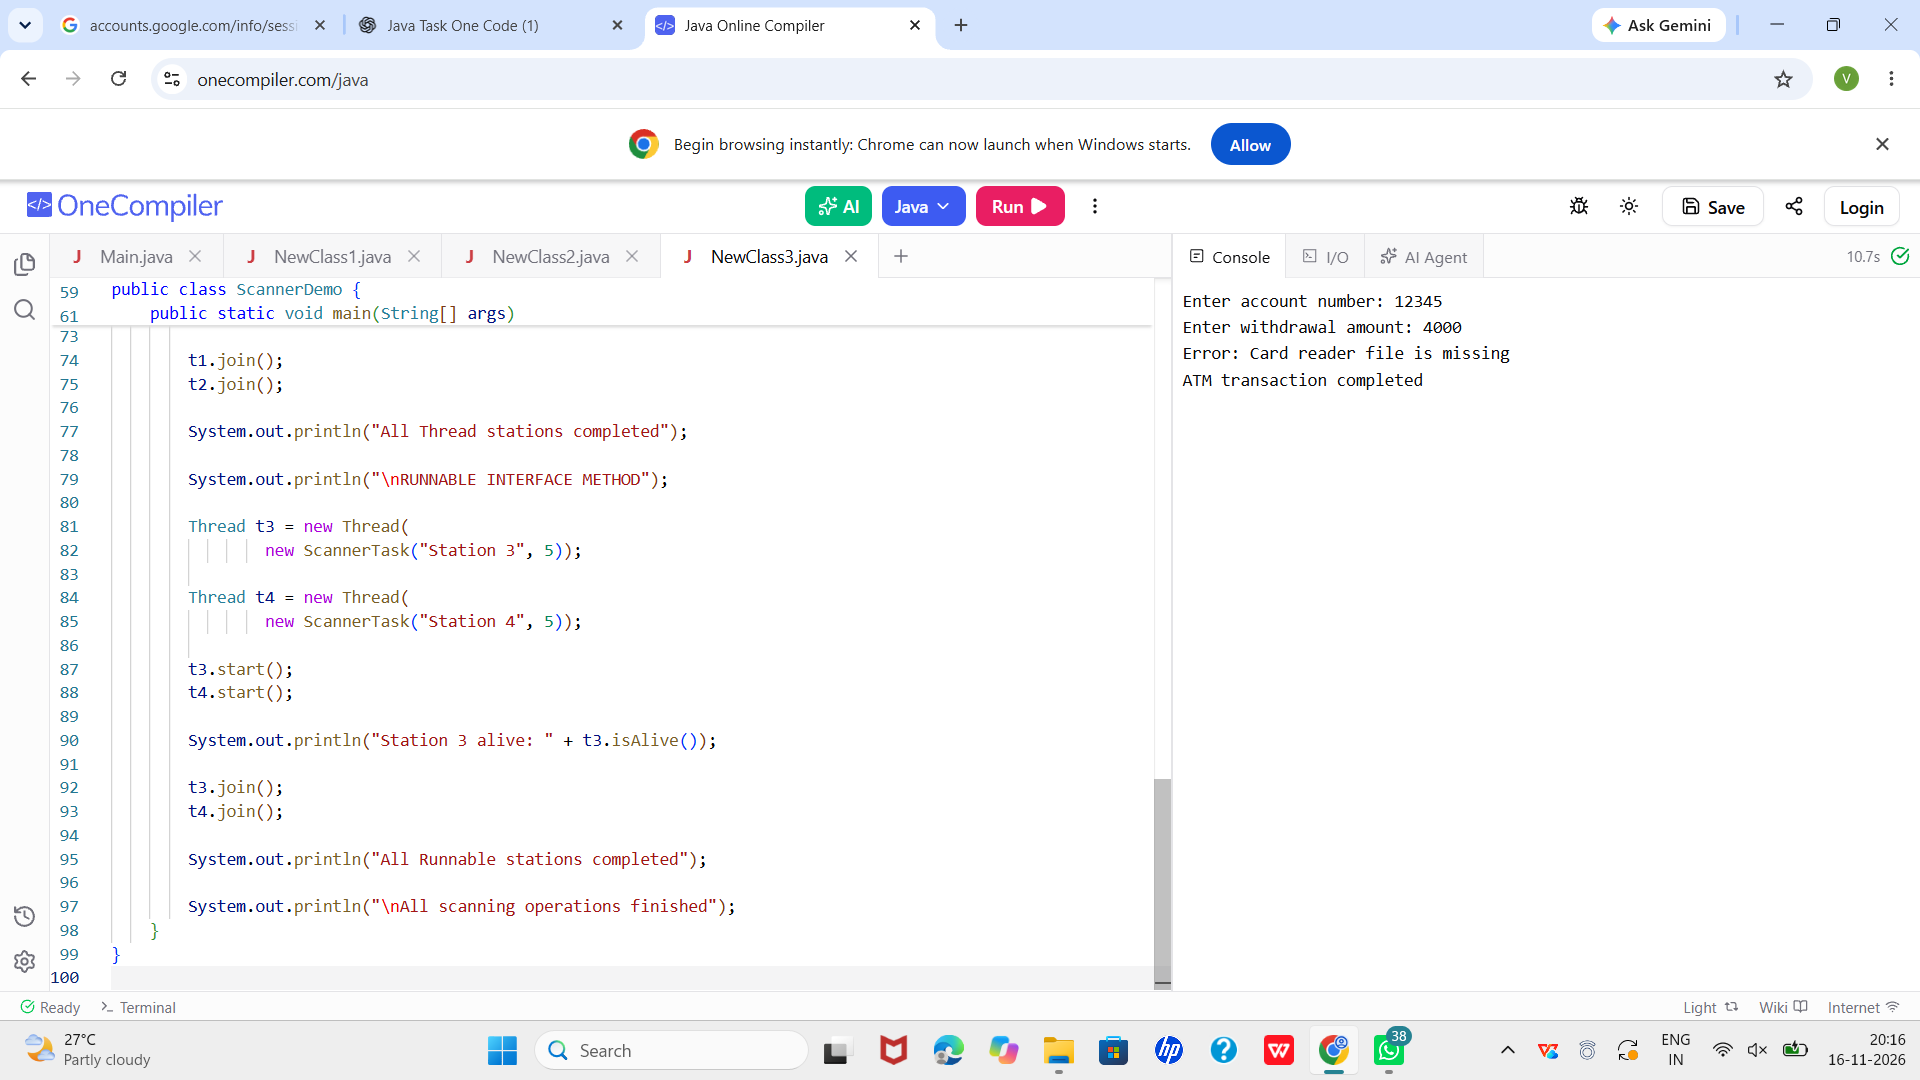 accounts.google.com/info/sessi
Java Task One Code (1)
Java Online Compiler
Ask Gemini
onecompiler.com/java
V
Begin browsing instantly: Chrome can now launch when Windows starts.
Allow
</> OneCompiler
AI
Java
Run
Save
Login
J Main.java
J NewClass1.java
J NewClass2.java
J NewClass3.java
Console
I/O
AI Agent
10.7s
59 public class ScannerDemo {
61 public static void main(String[] args)
73
74 t1.join();
75 t2.join();
76
77 System.out.println("All Thread stations completed");
78
79 System.out.println("\nRUNNABLE INTERFACE METHOD");
80
81 Thread t3 = new Thread(
82 new ScannerTask("Station 3", 5));
83
84 Thread t4 = new Thread(
85 new ScannerTask("Station 4", 5));
86
87 t3.start();
88 t4.start();
89
90 System.out.println("Station 3 alive: " + t3.isAlive());
91
92 t3.join();
93 t4.join();
94
95 System.out.println("All Runnable stations completed");
96
97 System.out.println("\nAll scanning operations finished");
98 }
99 }
100
Enter account number: 12345
Enter withdrawal amount: 4000
Error: Card reader file is missing
ATM transaction completed
Ready
Terminal
Light
Wiki
Internet
27°C
Partly cloudy
Search
hp
W
38
ENG
IN
20:16
16-11-2026